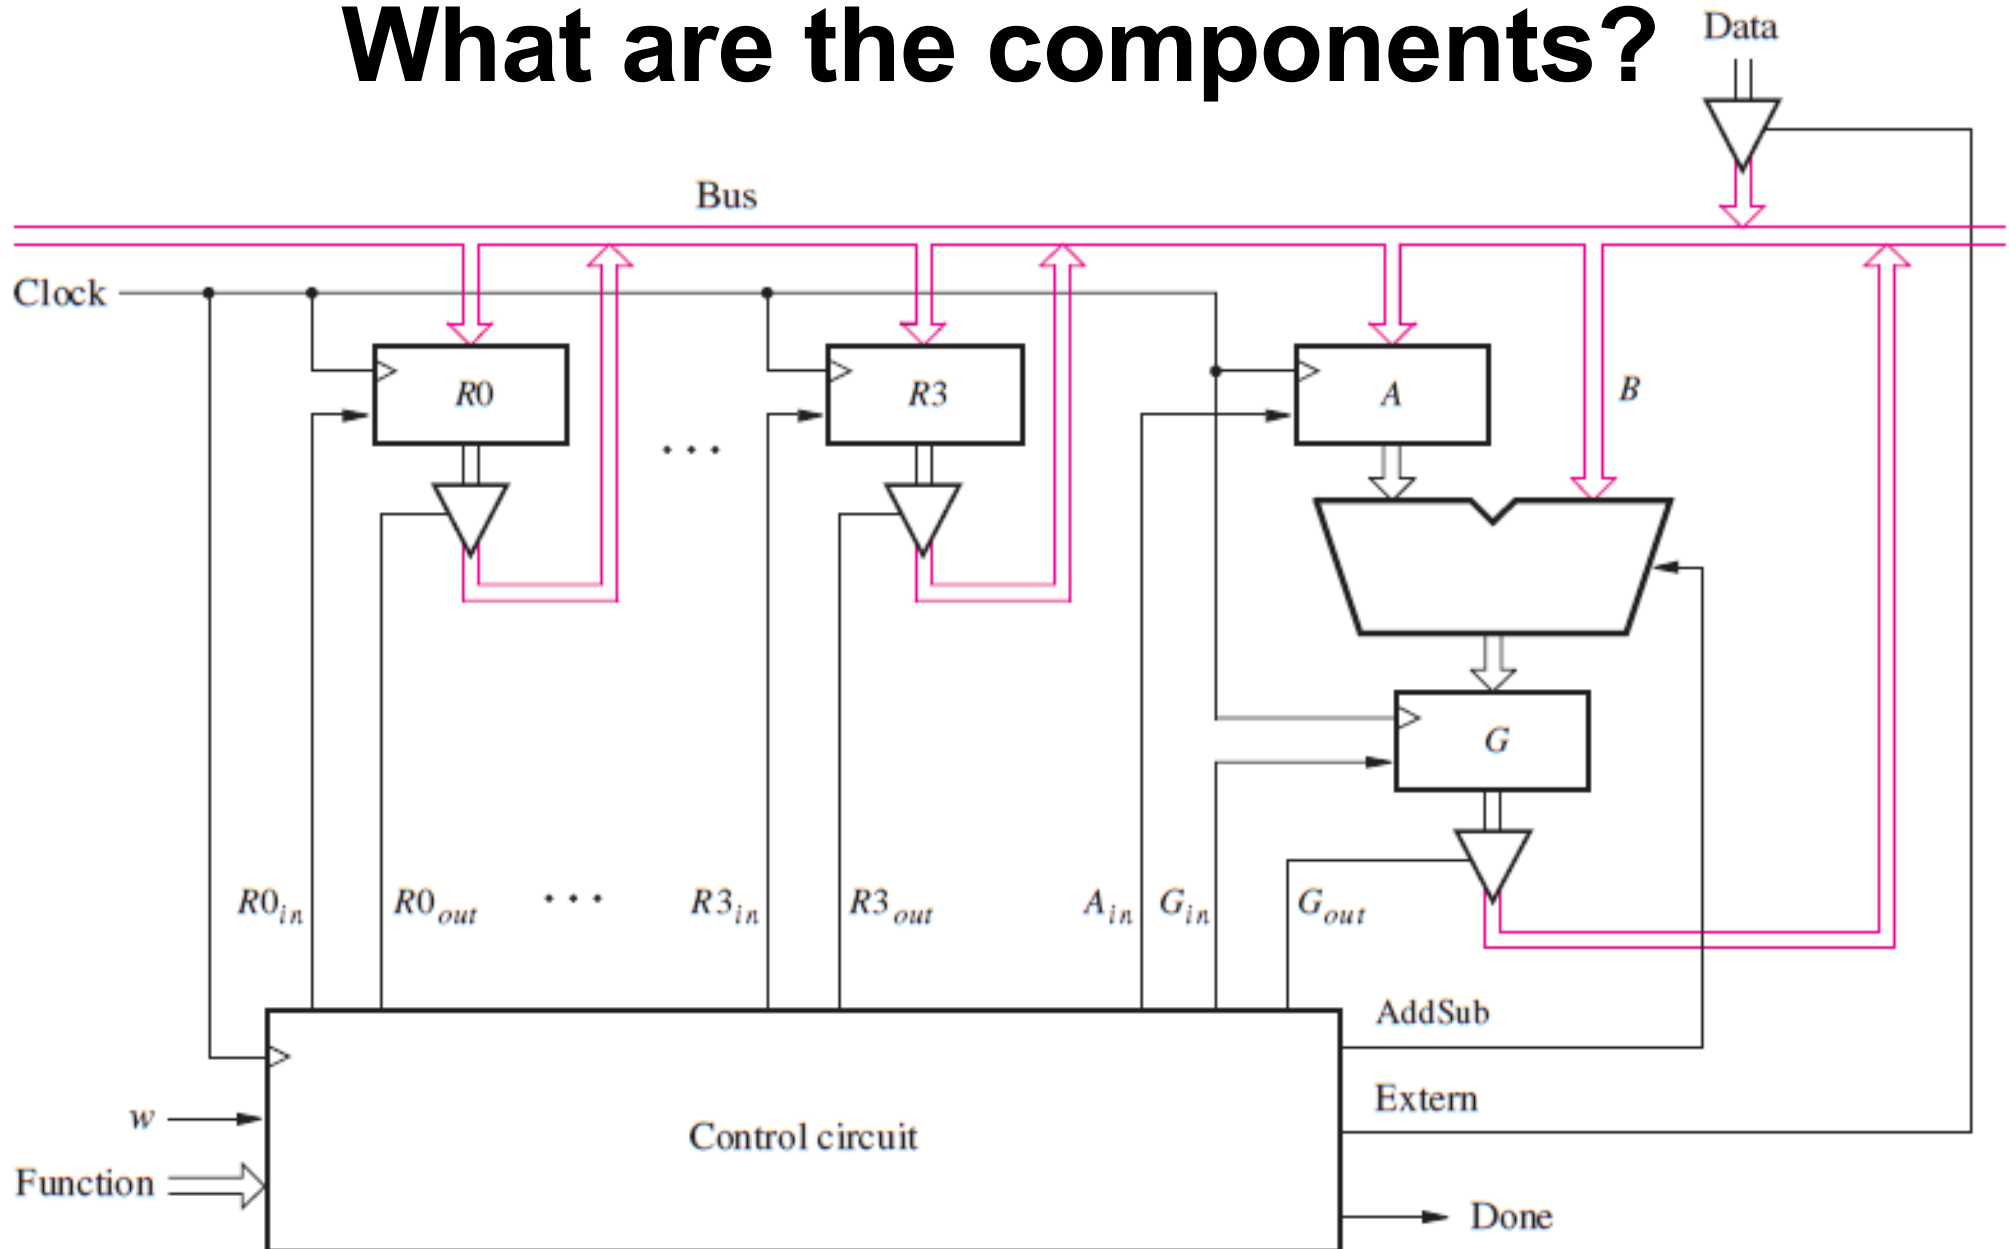 What are the components?
Data
Bus
Clock
R0
R3
A
B
. . .
G
R0in
R0out
. . .
R3in
R3out
Ain
Gin
Gout
AddSub
Extern
w
Control circuit
Function
Done